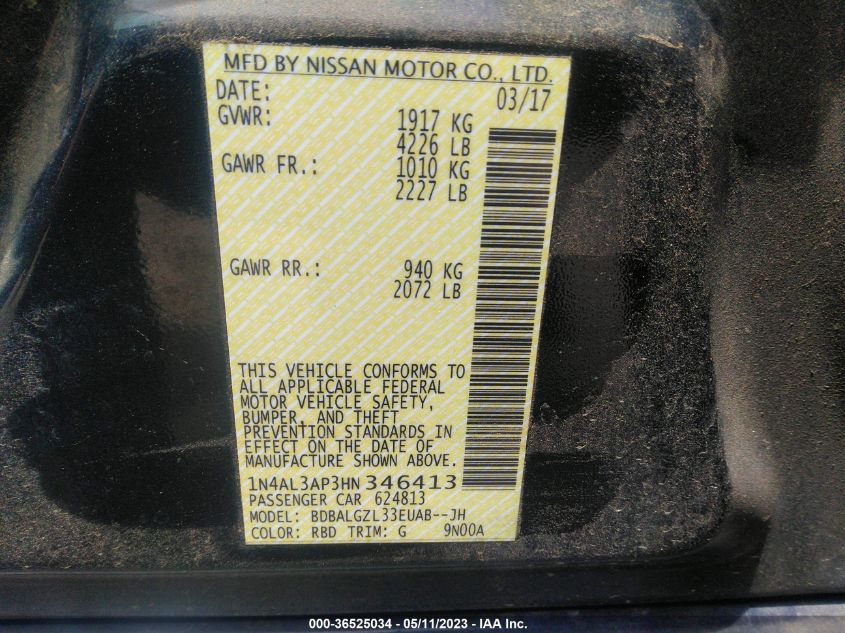 MFD BY NISSAN MOTOR CO., LTD.
DATE: 03/17
GVWR: 1917 KG
4226 LB
GAWR FR.: 1010 KG
2227 LB
GAWR RR.: 940 KG
2072 LB
THIS VEHICLE CONFORMS TO
ALL APPLICABLE FEDERAL
MOTOR VEHICLE SAFETY,
BUMPER, AND THEFT
PREVENTION STANDARDS IN
EFFECT ON THE DATE OF
MANUFACTURE SHOWN ABOVE.
1N4AL3AP3HN 346413
PASSENGER CAR 624813
MODEL: BDBALGZL33EUAB--JH
COLOR: RBD TRIM: G 9N00A
000-36525034 - 05/11/2023 - IAA Inc.